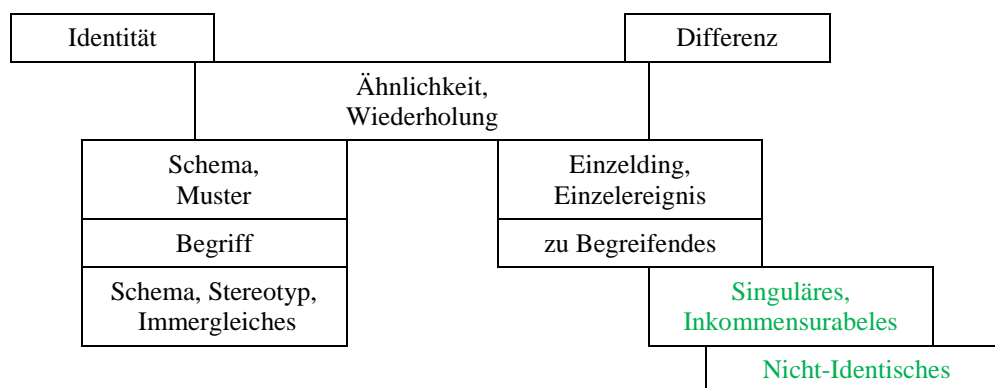 Identität
Differenz
Ähnlichkeit,
Wiederholung
Schema,
Muster
Einzelding,
Einzelereignis
Begriff
zu Begreifendes
Schema, Stereotyp,
Immergleiches
Singuläres,
Inkommensurabeles
Nicht-Identisches